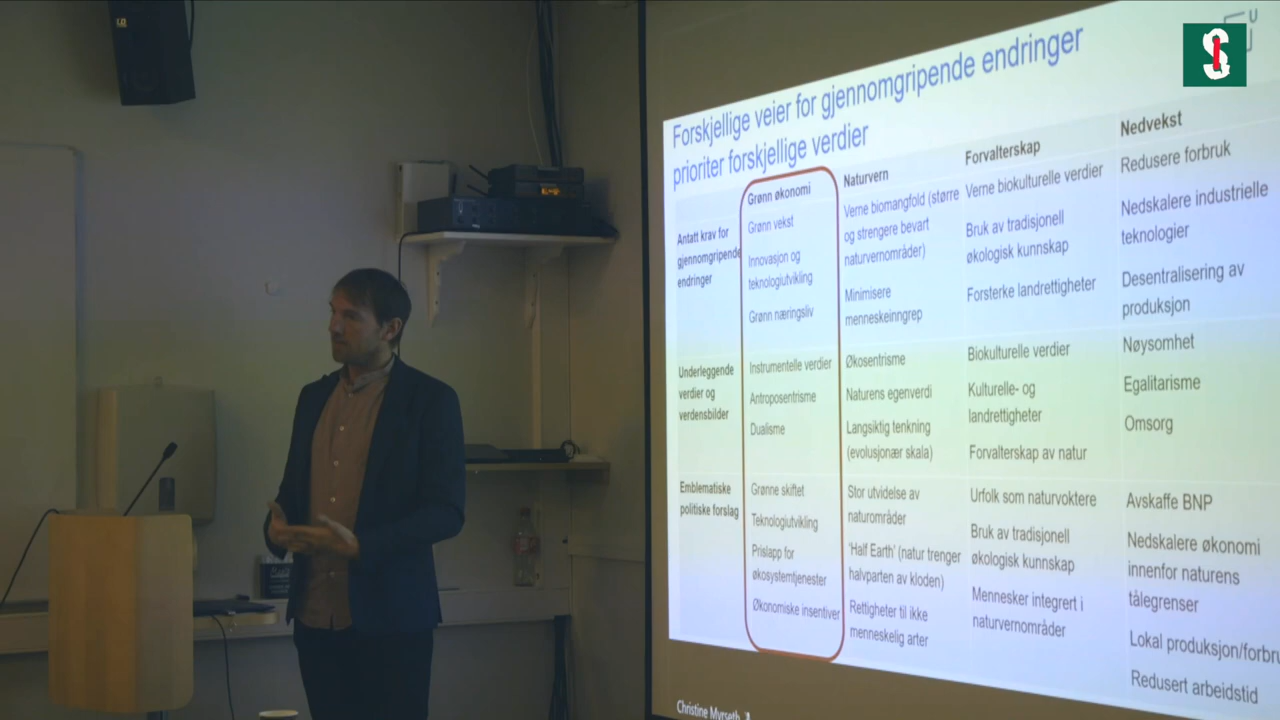 Forskjellige veier for gjennomgripende endringer
prioriter forskjellige verdier
Grønn økonomi
Naturvern
Forvalterskap
Nedvekst
Antatt krav for
gjennomgripende
endringer
Grønn vekst
Innovasjon og
teknologiutvikling
Grønn næringsliv
Verne biomangfold (større
og strengere bevart
naturvernområder)
Minimisere
menneskeinngrep
Verne biokulturelle verdier
Bruk av tradisjonell
økologisk kunnskap
Forsterke landrettigheter
Redusere forbruk
Nedskalere industrielle
teknologier
Desentralisering av
produksjon
Underleggende
verdier og
verdensbilder
Instrumentelle verdier
Antroposentrisme
Dualisme
Økosentrisme
Naturens egenverdi
Langsiktig tenkning
(evolusjonær skala)
Biokulturelle verdier
Kulturelle- og
landrettigheter
Forvalterskap av natur
Nøysomhet
Egalitarisme
Omsorg
Emblematiske
politiske forslag
Grønne skiftet
Teknologiutvikling
Prislapp for
økosystemtjenester
Økonomiske insentiver
Stor utvidelse av
naturområder
'Half Earth' (natur trenger
halvparten av kloden)
Rettigheter til ikke
menneskelig arter
Urfolk som naturvoktere
Bruk av tradisjonell
økologisk kunnskap
Mennesker integrert i
naturvernområder
Avskaffe BNP
Nedskalere økonomi
innenfor naturens
tålegrenser
Lokal produksjon/forbru
Redusert arbeidstid
Christine Myrseth